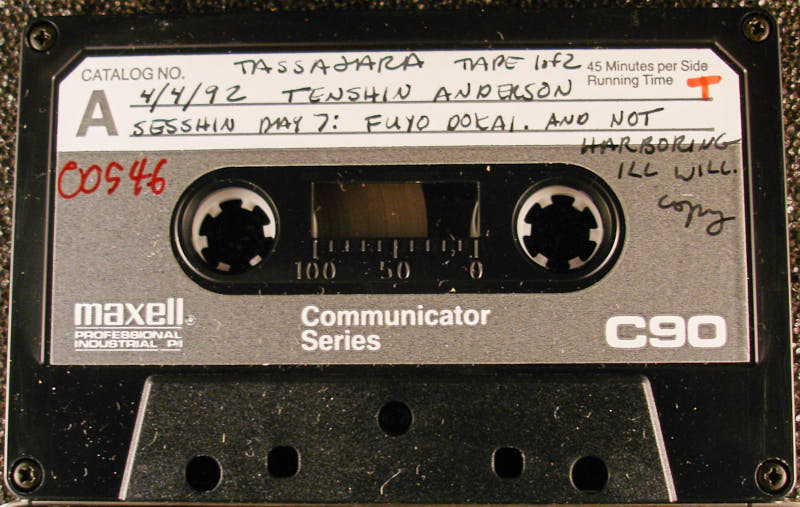 CATALOG NO. TASSAJARA TAPE 1 of 2 45 Minutes per Side
Running Time T
A 4/4/92 TENSHIN ANDERSON
SESSHIN DAY 7: FUYO DOKAI. AND NOT
HARBORING
ILL WILL.
C0546
copy
100 50 0
maxell®
PROFESSIONAL
INDUSTRIAL P/I
Communicator
Series
C90